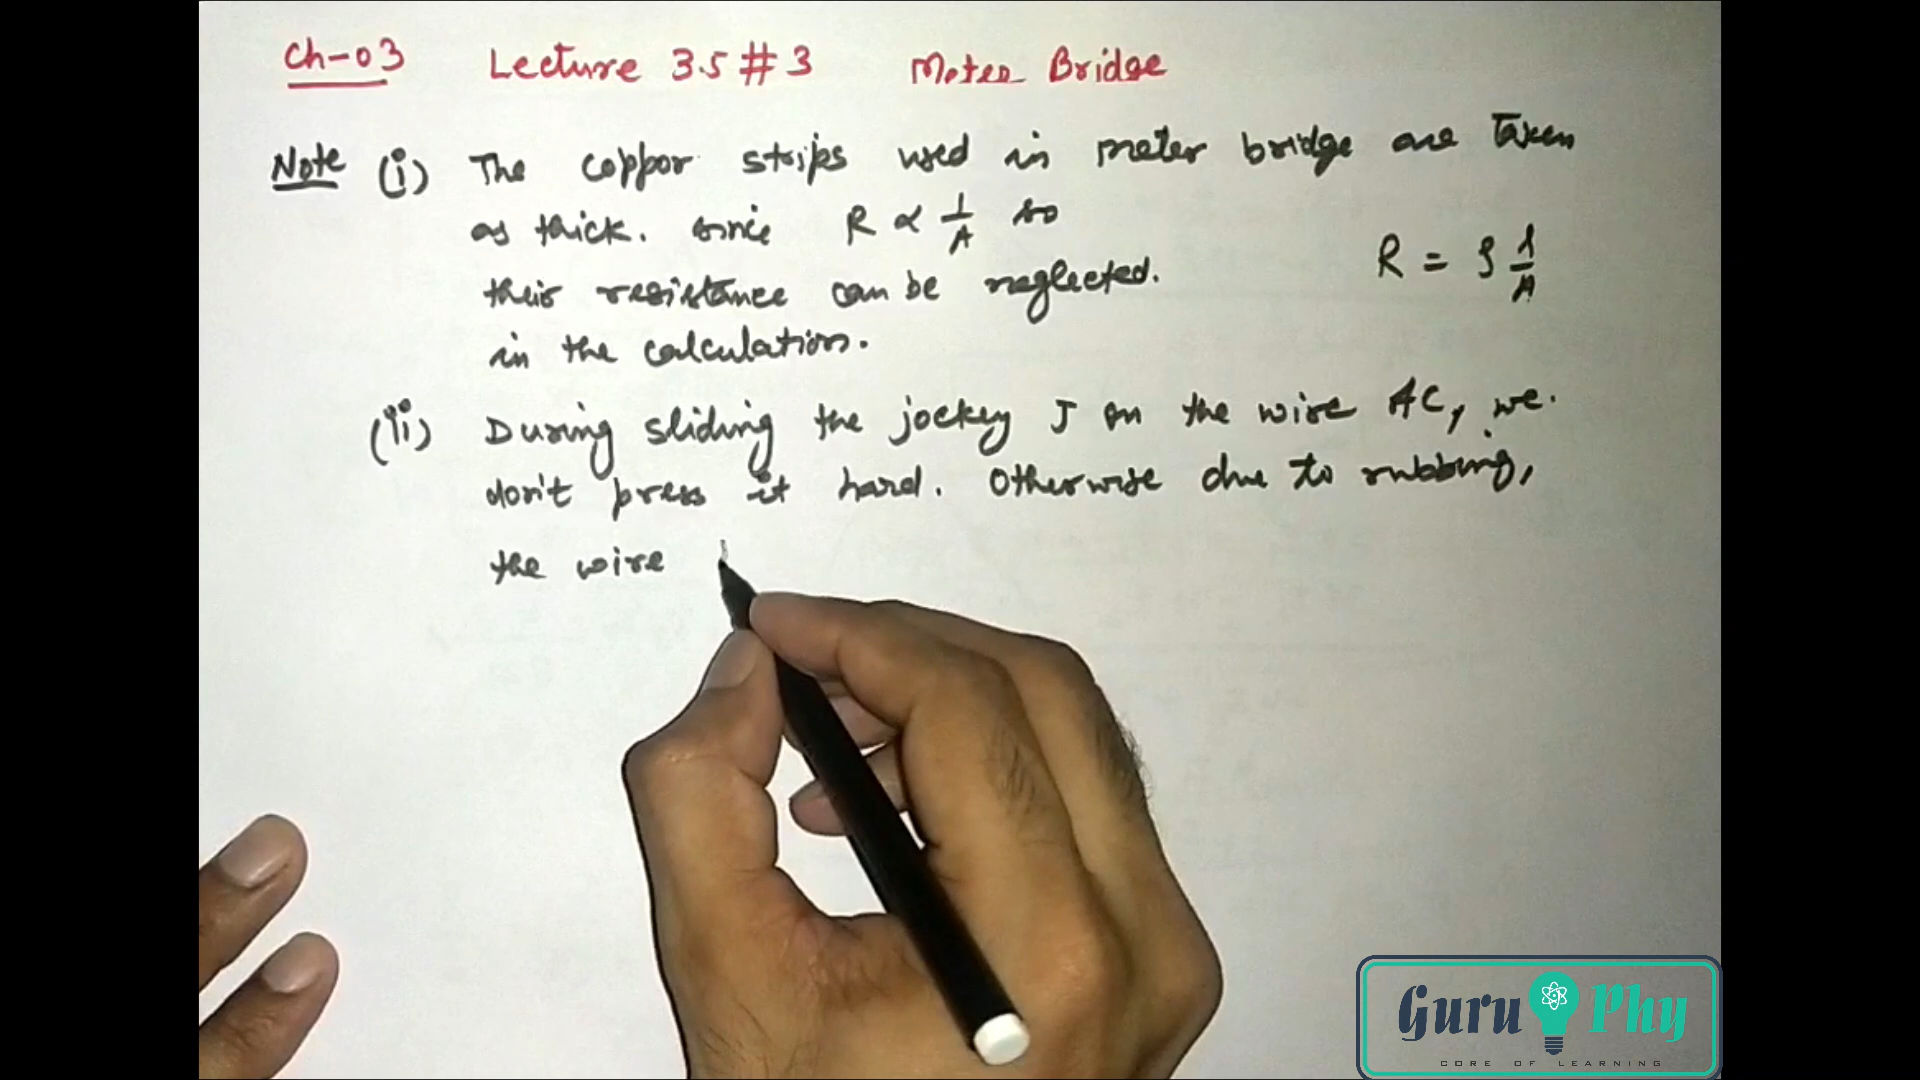 Ch-03 Lecture 3.5 # 3 Meter Bridge
Note (i) The copper strips used in meter bridge are taken
as thick. since R ∝ 1/A so
their resistance can be neglected.
R = ρ l/A
in the calculation.
(ii) During sliding the jockey J on the wire AC, we.
don't press it hard. Otherwise due to rubbing,
the wire
Guru Phy
CORE OF LEARNING